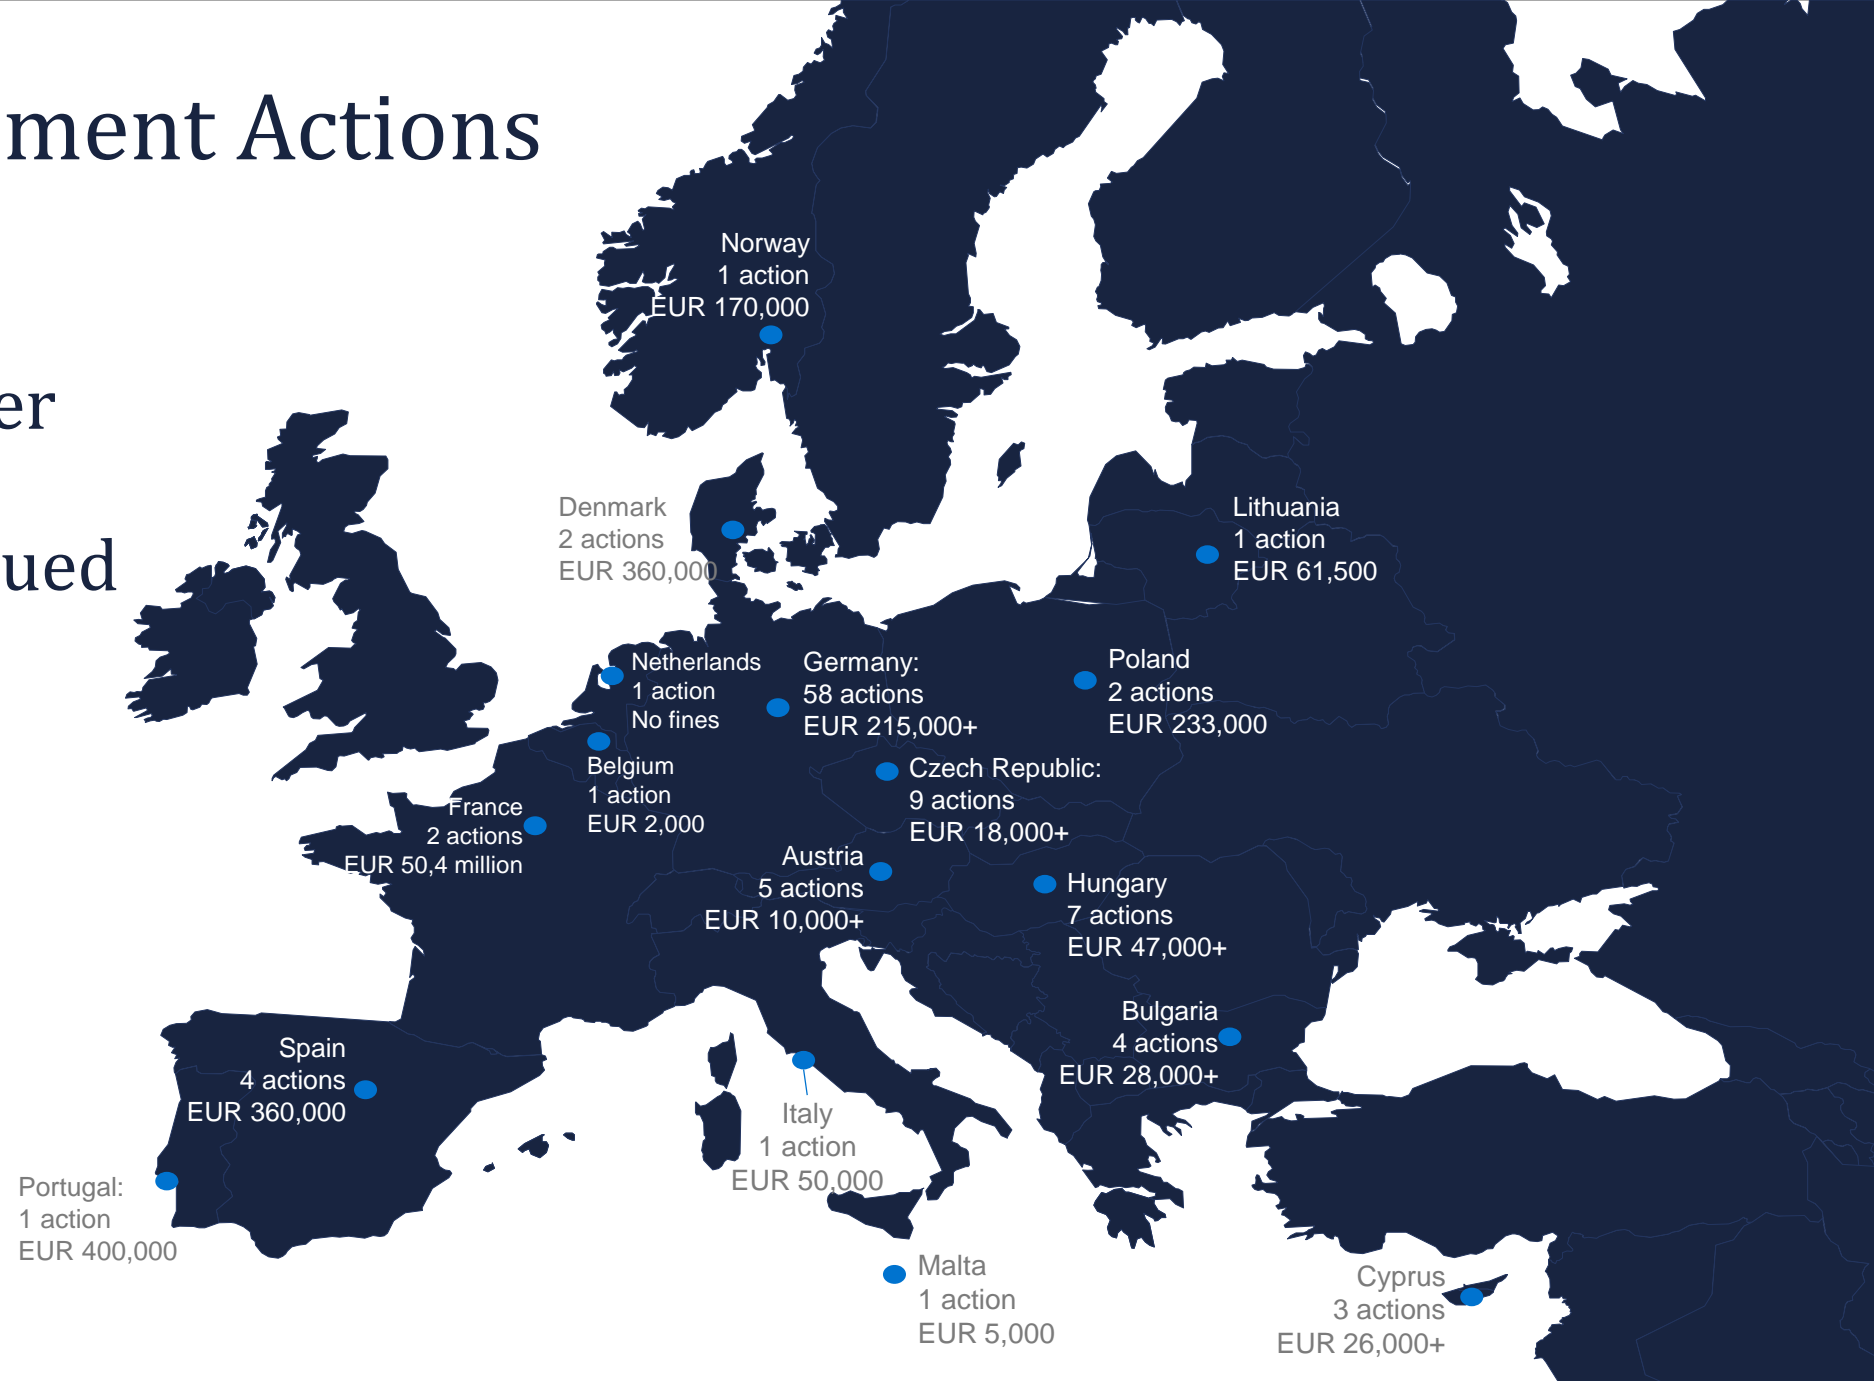 ment Actions
er
ued
Norway
1 action
EUR 170,000
Denmark
2 actions
EUR 360,000
Lithuania
1 action
EUR 61,500
Netherlands
1 action
No fines
Germany:
58 actions
EUR 215,000+
Poland
2 actions
EUR 233,000
Belgium
1 action
EUR 2,000
Czech Republic:
9 actions
EUR 18,000+
France
2 actions
EUR 50,4 million
Austria
5 actions
EUR 10,000+
Hungary
7 actions
EUR 47,000+
Bulgaria
4 actions
EUR 28,000+
Spain
4 actions
EUR 360,000
Italy
1 action
EUR 50,000
Portugal:
1 action
EUR 400,000
Malta
1 action
EUR 5,000
Cyprus
3 actions
EUR 26,000+